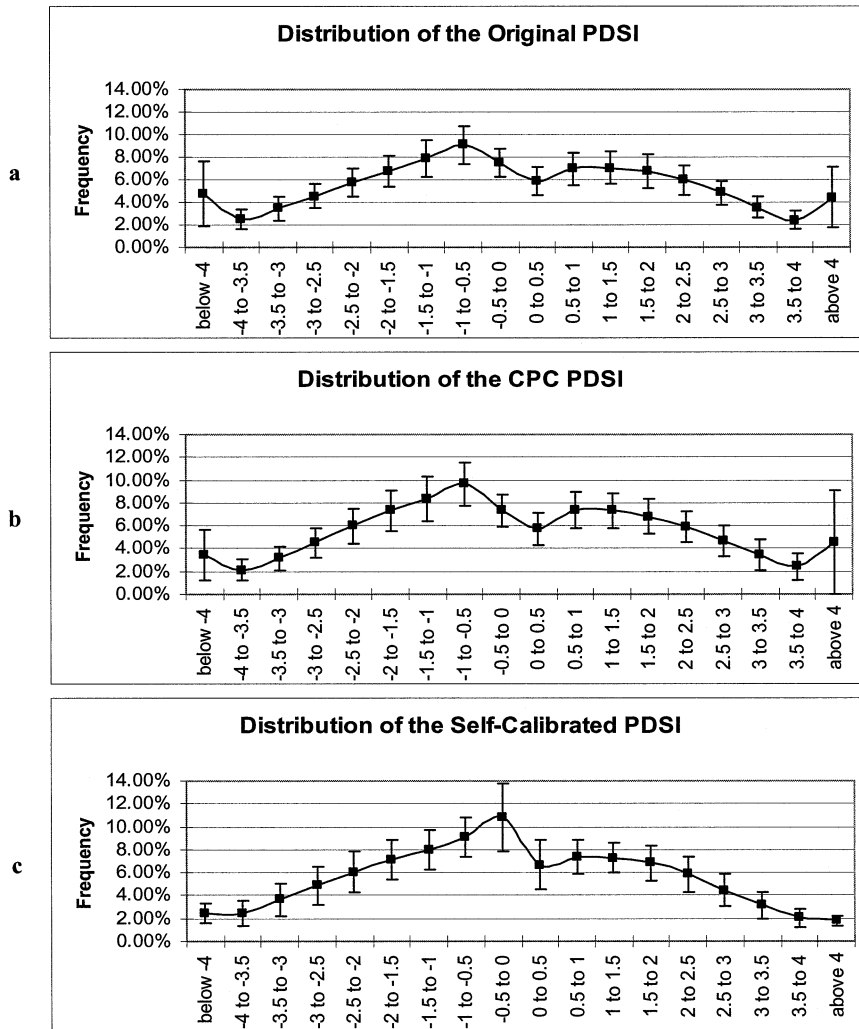 a
Distribution of the Original PDSI
Frequency
14.00%
12.00%
10.00%
8.00%
6.00%
4.00%
2.00%
0.00%
below -4
-4 to -3.5
-3.5 to -3
-3 to -2.5
-2.5 to -2
-2 to -1.5
-1.5 to -1
-1 to -0.5
-0.5 to 0
0 to 0.5
0.5 to 1
1 to 1.5
1.5 to 2
2 to 2.5
2.5 to 3
3 to 3.5
3.5 to 4
above 4
b
Distribution of the CPC PDSI
Frequency
14.00%
12.00%
10.00%
8.00%
6.00%
4.00%
2.00%
0.00%
below -4
-4 to -3.5
-3.5 to -3
-3 to -2.5
-2.5 to -2
-2 to -1.5
-1.5 to -1
-1 to -0.5
-0.5 to 0
0 to 0.5
0.5 to 1
1 to 1.5
1.5 to 2
2 to 2.5
2.5 to 3
3 to 3.5
3.5 to 4
above 4
c
Distribution of the Self-Calibrated PDSI
Frequency
14.00%
12.00%
10.00%
8.00%
6.00%
4.00%
2.00%
0.00%
below -4
-4 to -3.5
-3.5 to -3
-3 to -2.5
-2.5 to -2
-2 to -1.5
-1.5 to -1
-1 to -0.5
-0.5 to 0
0 to 0.5
0.5 to 1
1 to 1.5
1.5 to 2
2 to 2.5
2.5 to 3
3 to 3.5
3.5 to 4
above 4